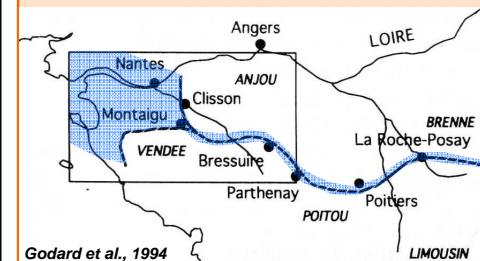 Angers
LOIRE
Nantes
ANJOU
Clisson
Montaigu
BRENNE
La Roche-Posay
VENDEE
Bressuire
Parthenay
Poitiers
POITOU
Godard et al., 1994
LIMOUSIN